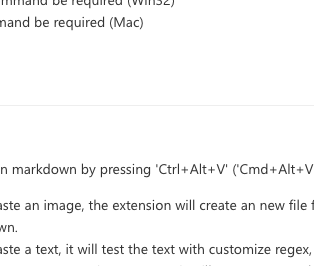 command be required (Win32)
mand be required (Mac)
n markdown by pressing 'Ctrl+Alt+V' ('Cmd+Alt+V
aste an image, the extension will create an new file f
wn.
aste a text, it will test the text with customize regex,